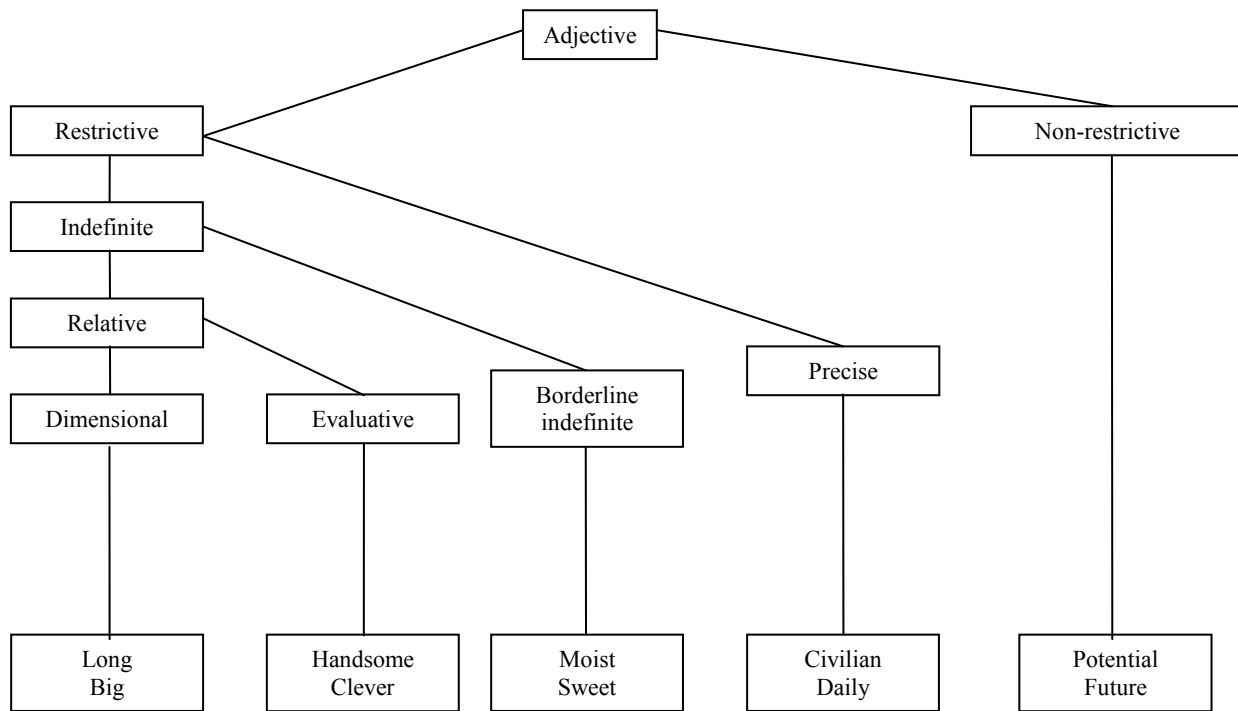 Adjective
Restrictive
Non-restrictive
Indefinite
Relative
Precise
Dimensional
Evaluative
Borderline
indefinite
Long
Big
Handsome
Clever
Moist
Sweet
Civilian
Daily
Potential
Future